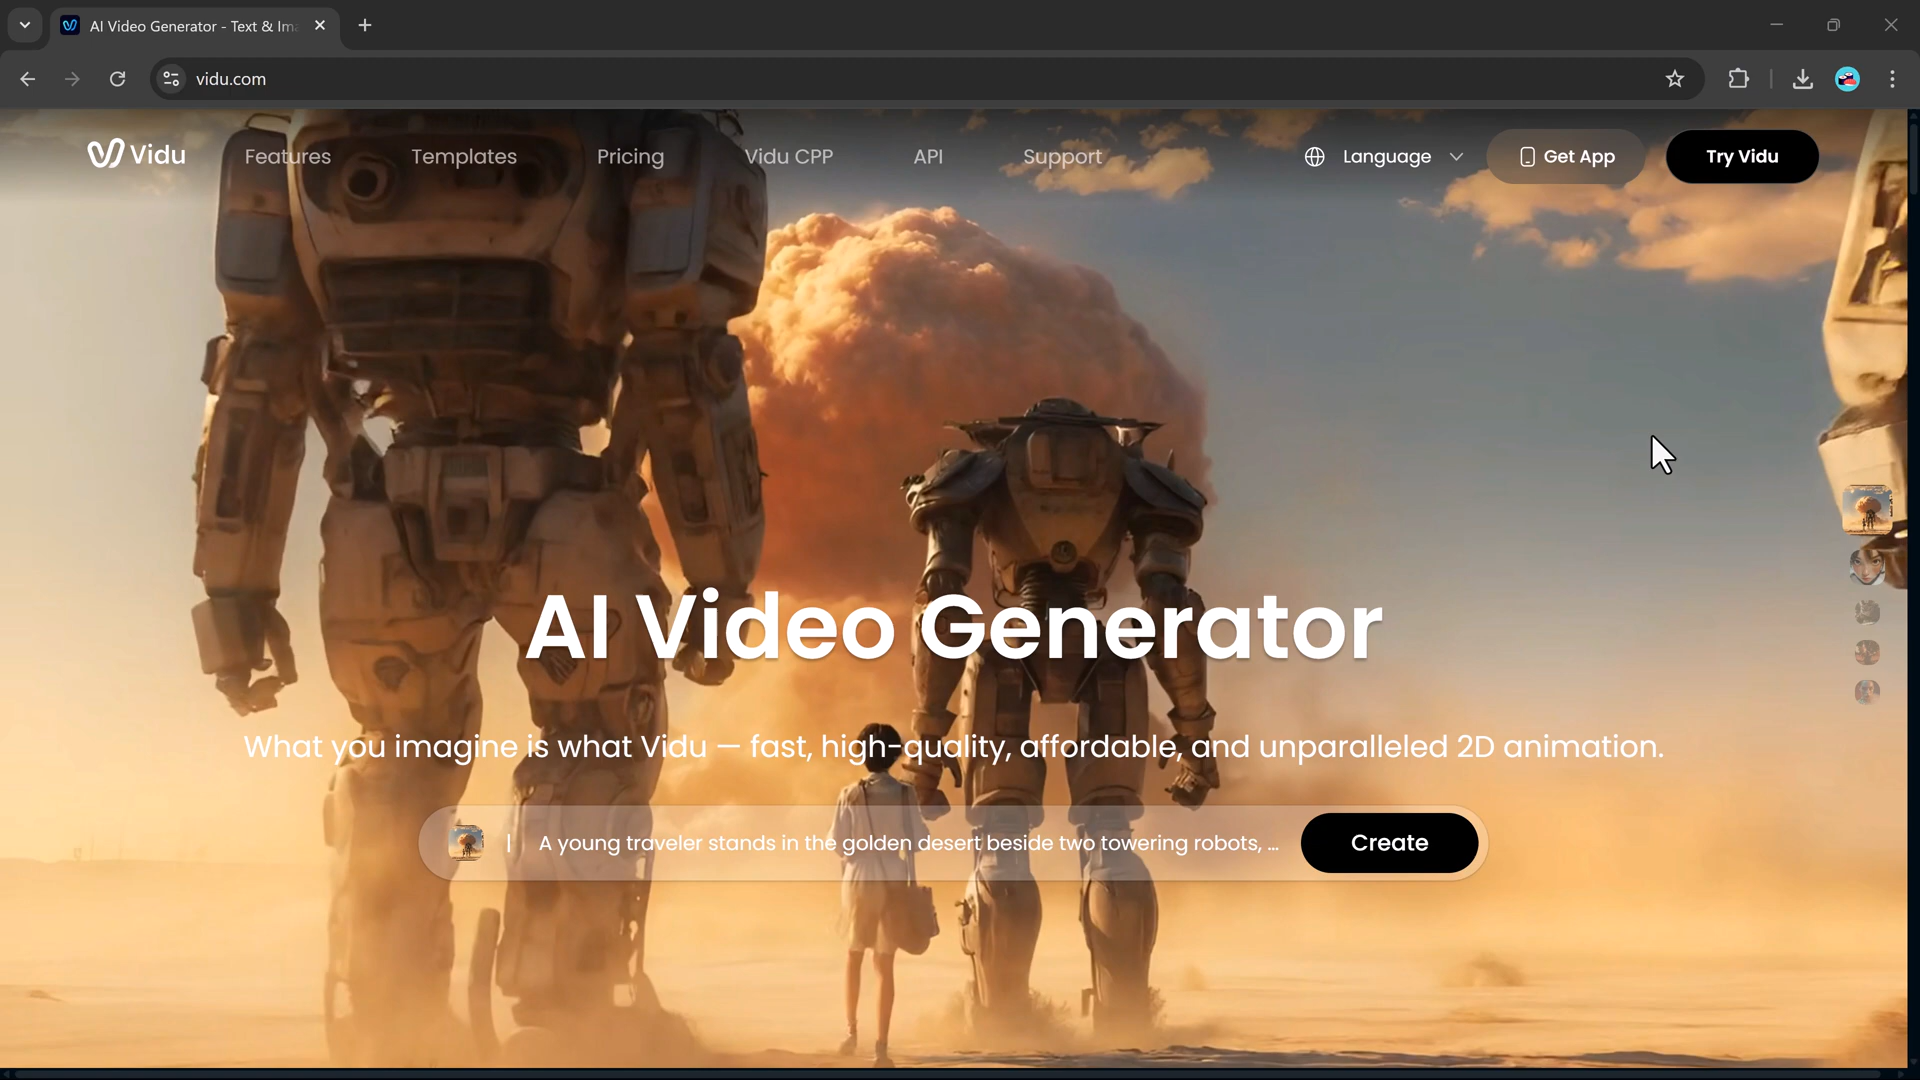 AI Video Generator - Text & Im
vidu.com
Vidu
Features
Templates
Pricing
Vidu CPP
API
Support
Language
Get App
Try Vidu
AI Video Generator
What you imagine is what Vidu — fast, high-quality, affordable, and unparalleled 2D animation.
A young traveler stands in the golden desert beside two towering robots, ...
Create